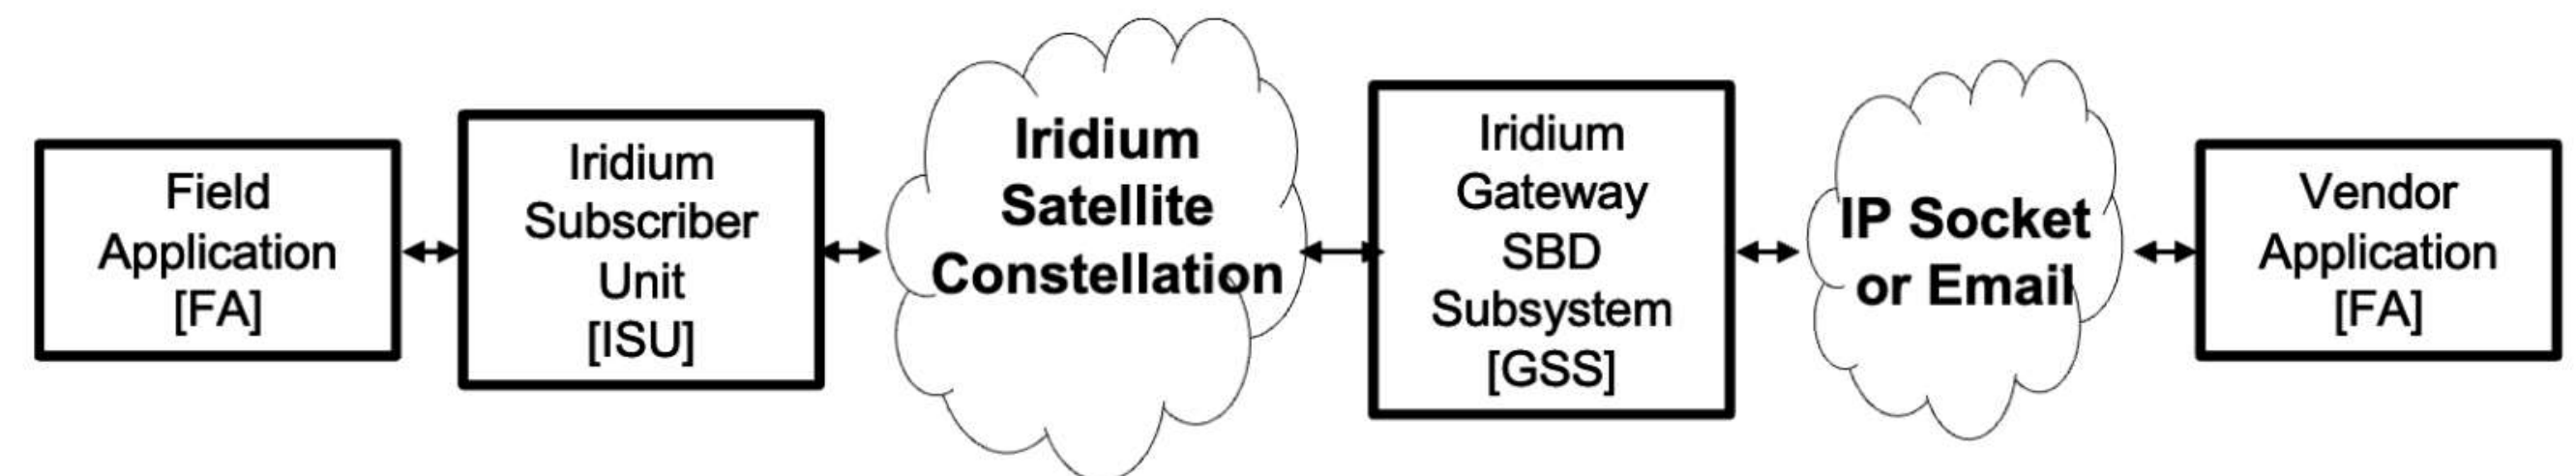 Field
Application
[FA]
Iridium
Subscriber
Unit
[ISU]
Iridium
Satellite
Constellation
Iridium
Gateway
SBD
Subsystem
[GSS]
IP Socket
or Email
Vendor
Application
[FA]